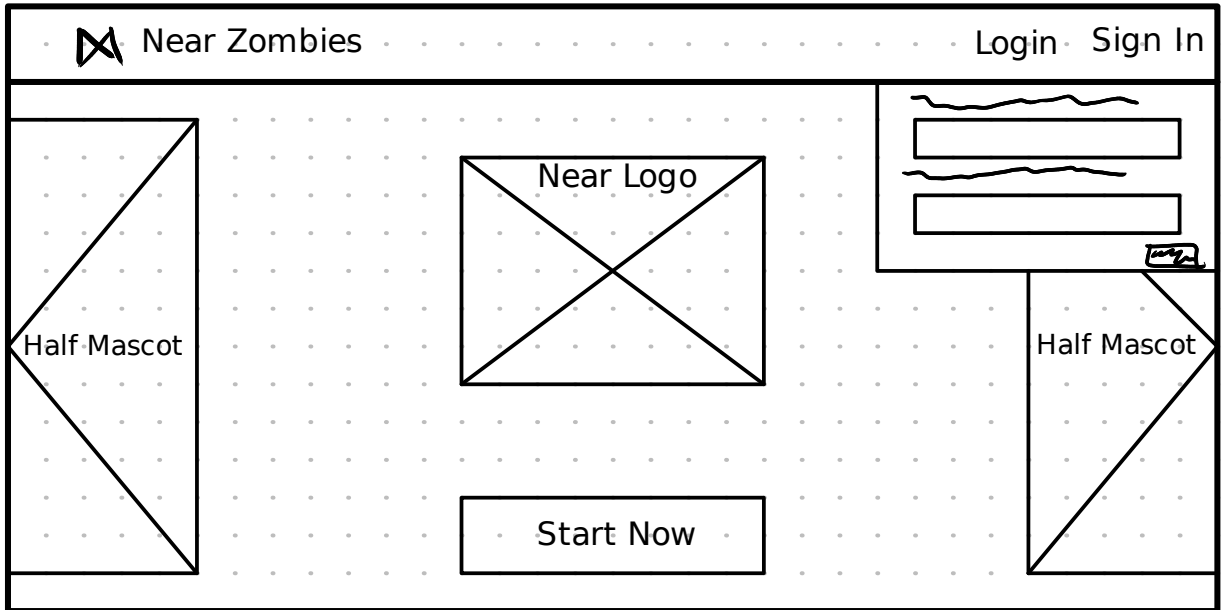 Near Zombies
Login
Sign In
Near Logo
Half Mascot
Half Mascot
Start Now